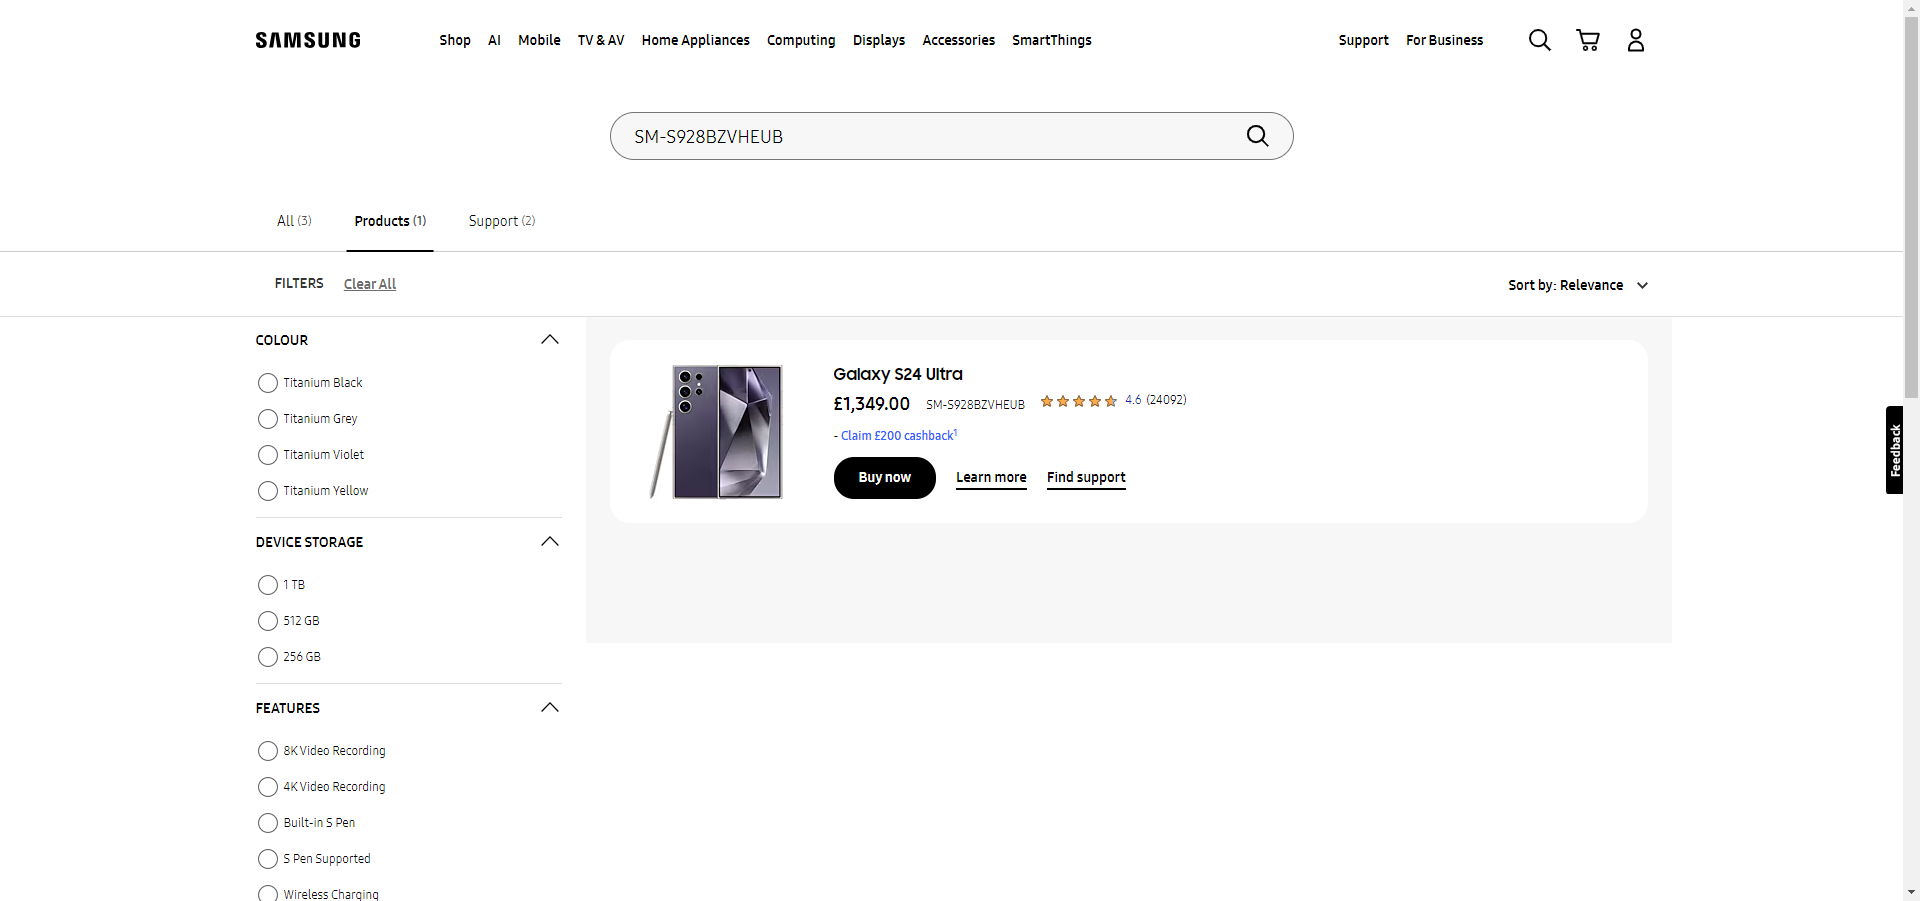 SAMSUNG Shop AI Mobile TV & AV Home Appliances Computing Displays Accessories SmartThings Support For Business
SM-S928BZVHEUB
All (3) Products (1) Support (2)
FILTERS Clear All Sort by: Relevance
COLOUR
Titanium Black
Titanium Grey
Titanium Violet
Titanium Yellow
DEVICE STORAGE
1 TB
512 GB
256 GB
FEATURES
8K Video Recording
4K Video Recording
Built-in S Pen
S Pen Supported
Wireless Charging
Galaxy S24 Ultra
£1,349.00 SM-S928BZVHEUB 4.6 (24092)
- Claim £200 cashback¹
Buy now Learn more Find support
Feedback